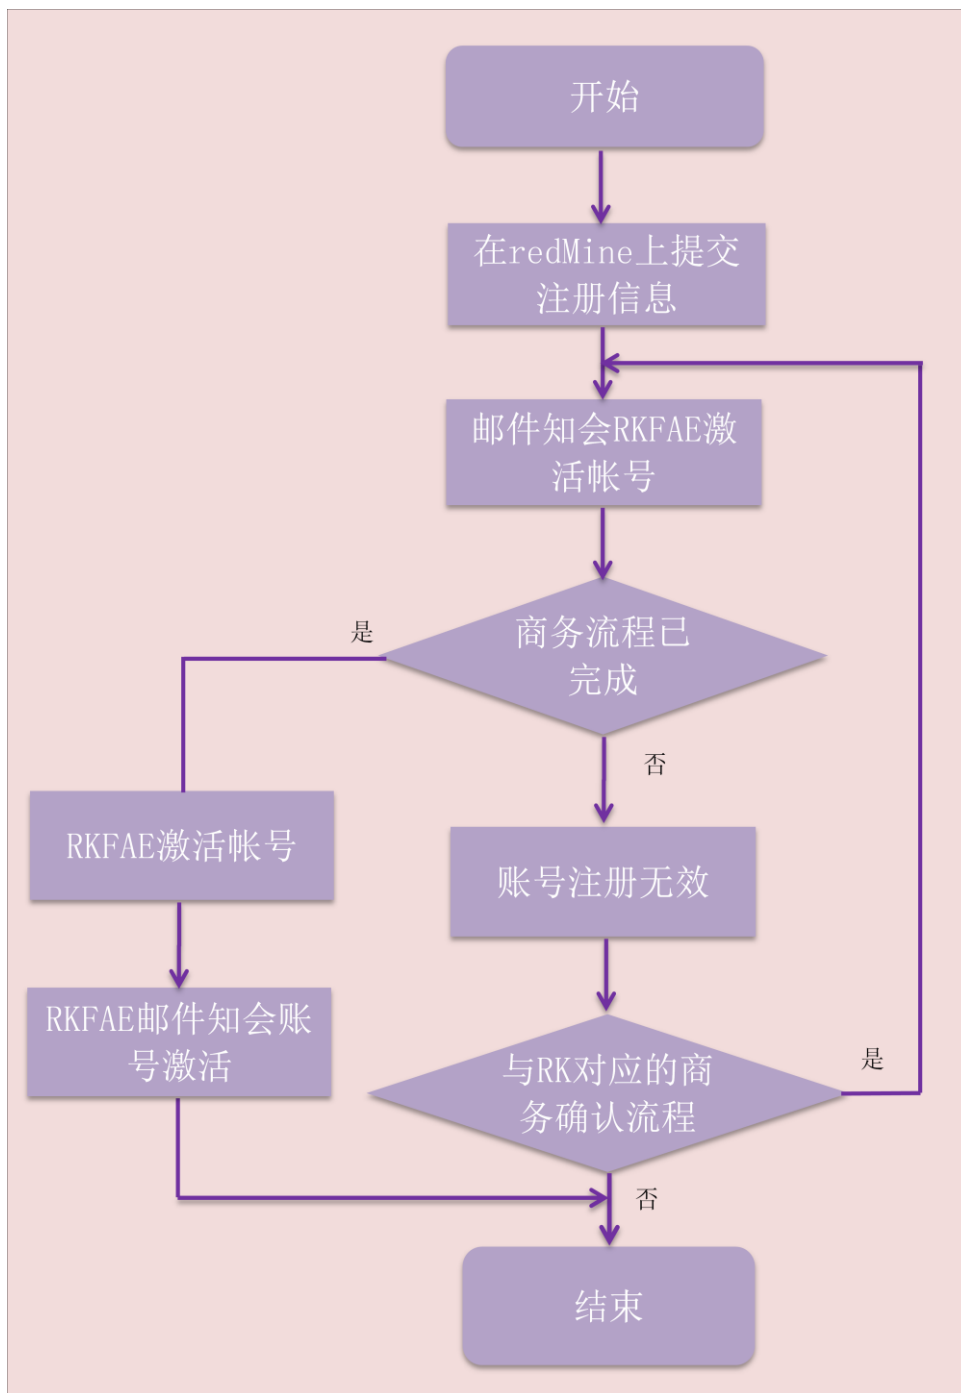 开始
在redMine上提交
注册信息
邮件知会RKFAE激
活帐号
商务流程已
完成
是
否
RKFAE激活帐号
账号注册无效
RKFAE邮件知会账
号激活
与RK对应的商
务确认流程
是
否
结束